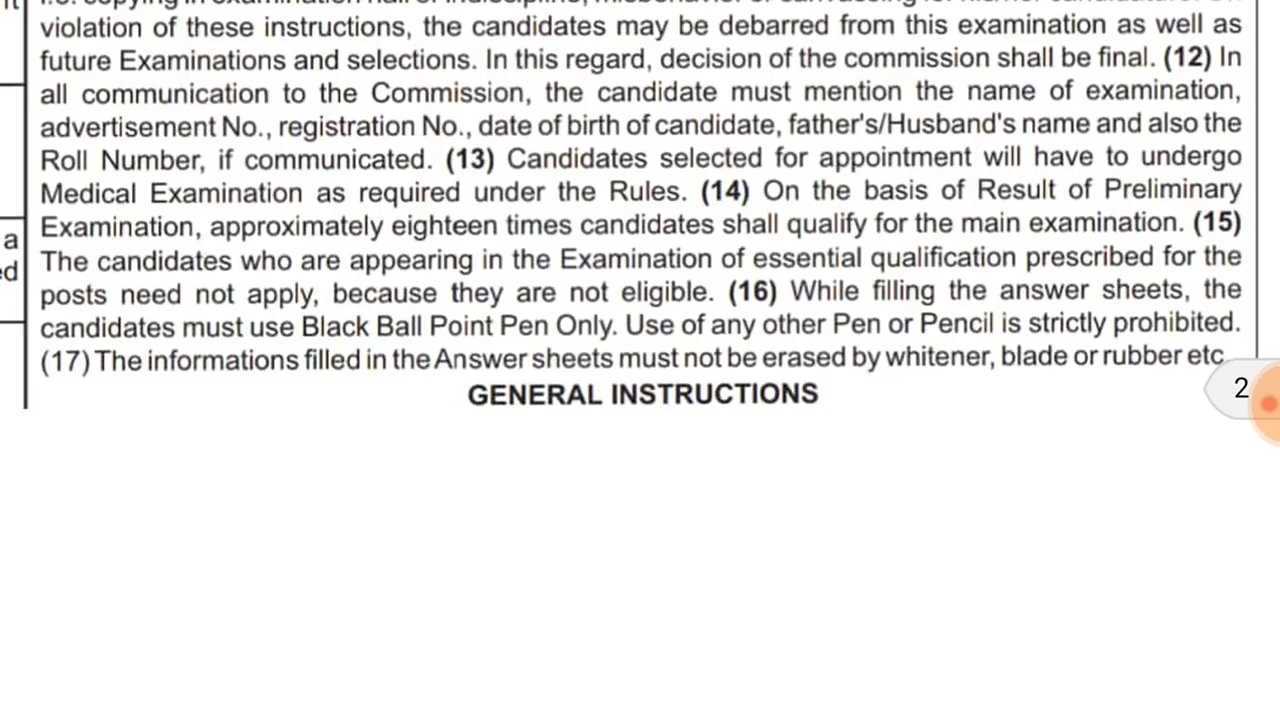 violation of these instructions, the candidates may be debarred from this examination as well as
future Examinations and selections. In this regard, decision of the commission shall be final. (12) In
all communication to the Commission, the candidate must mention the name of examination,
advertisement No., registration No., date of birth of candidate, father's/Husband's name and also the
Roll Number, if communicated. (13) Candidates selected for appointment will have to undergo
Medical Examination as required under the Rules. (14) On the basis of Result of Preliminary
Examination, approximately eighteen times candidates shall qualify for the main examination. (15)
a
The candidates who are appearing in the Examination of essential qualification prescribed for the
ed
posts need not apply, because they are not eligible. (16) While filling the answer sheets, the
candidates must use Black Ball Point Pen Only. Use of any other Pen or Pencil is strictly prohibited.
(17) The informations filled in the Answer sheets must not be erased by whitener, blade or rubber etc
GENERAL INSTRUCTIONS
2